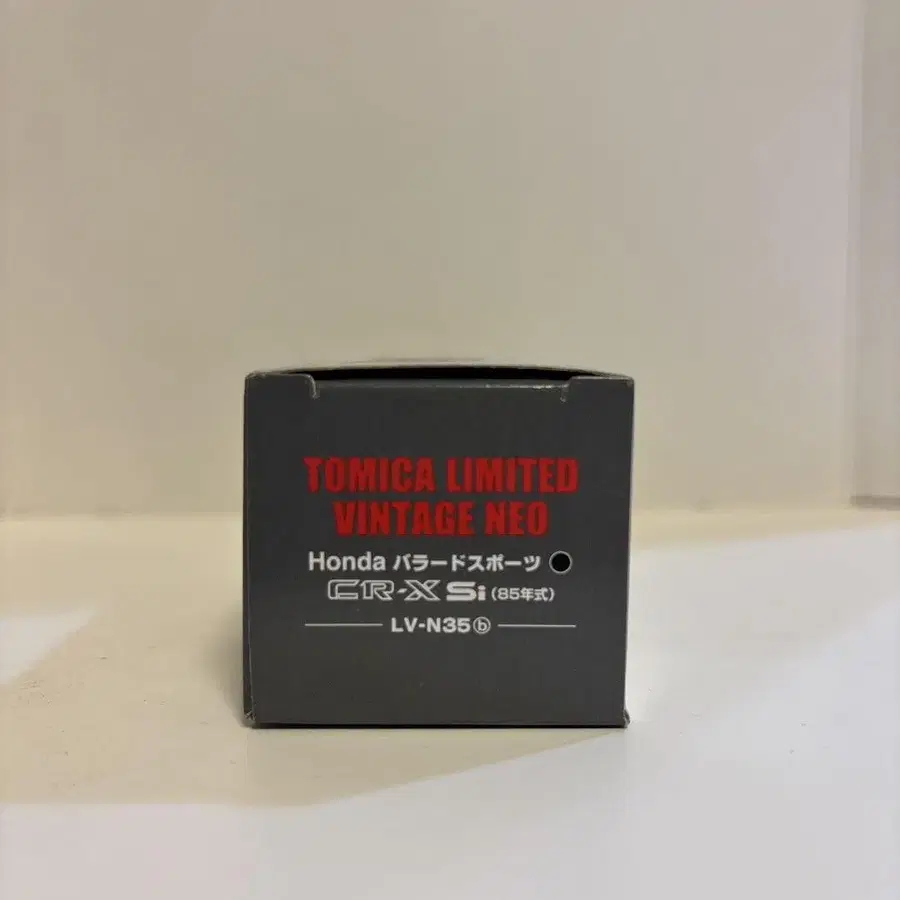 TOMICA LIMITED
VINTAGE NEO
Honda バラードスポーツ
CR-X Si (85年式)
LV-N35ⓑ